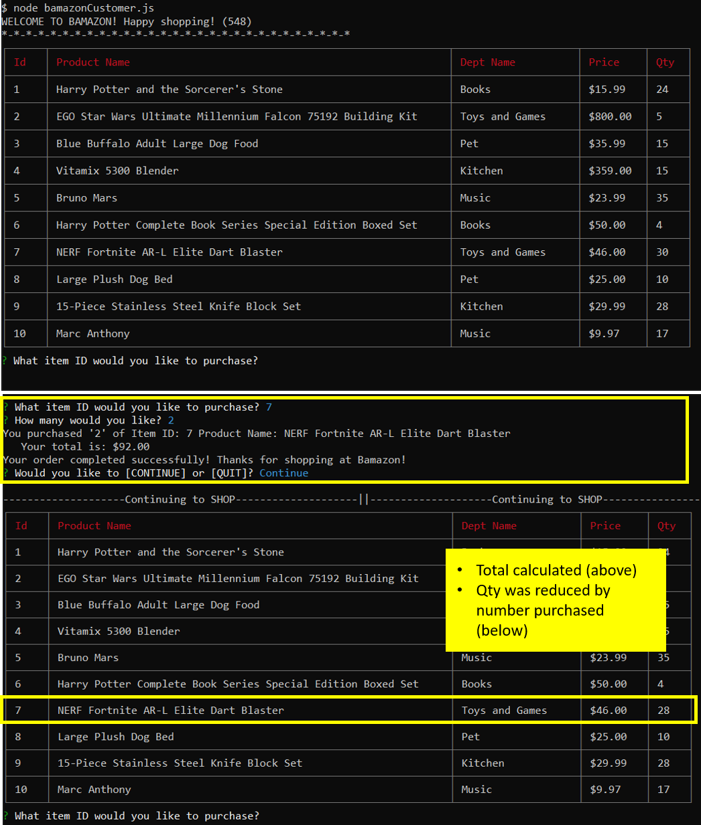 $ node bamazonCustomer.js
WELCOME TO BAMAZON! Happy shopping! (548)
*-*-*-*-*-*-*-*-*-*-*-*-*-*-*-*-*-*-*-*-*-*-*-*-*-*-*-*
Id Product Name Dept Name Price Qty
1 Harry Potter and the Sorcerer's Stone Books $15.99 24
2 EGO Star Wars Ultimate Millennium Falcon 75192 Building Kit Toys and Games $800.00 5
3 Blue Buffalo Adult Large Dog Food Pet $35.99 15
4 Vitamix 5300 Blender Kitchen $359.00 15
5 Bruno Mars Music $23.99 35
6 Harry Potter Complete Book Series Special Edition Boxed Set Books $50.00 4
7 NERF Fortnite AR-L Elite Dart Blaster Toys and Games $46.00 30
8 Large Plush Dog Bed Pet $25.00 10
9 15-Piece Stainless Steel Knife Block Set Kitchen $29.99 28
10 Marc Anthony Music $9.97 17
? What item ID would you like to purchase?
? What item ID would you like to purchase? 7
? How many would you like? 2
You purchased '2' of Item ID: 7 Product Name: NERF Fortnite AR-L Elite Dart Blaster
Your total is: $92.00
Your order completed successfully! Thanks for shopping at Bamazon!
? Would you like to [CONTINUE] or [QUIT]? Continue
-------------------Continuing to SHOP-------------------||-------------------Continuing to SHOP---------------
Id Product Name Dept Name Price Qty
1 Harry Potter and the Sorcerer's Stone
2 EGO Star Wars Ultimate Millennium Falcon 75192 Building Kit
3 Blue Buffalo Adult Large Dog Food
4 Vitamix 5300 Blender
• Total calculated (above)
• Qty was reduced by
number purchased
(below)
5 Bruno Mars Music $23.99 35
6 Harry Potter Complete Book Series Special Edition Boxed Set Books $50.00 4
7 NERF Fortnite AR-L Elite Dart Blaster Toys and Games $46.00 28
8 Large Plush Dog Bed Pet $25.00 10
9 15-Piece Stainless Steel Knife Block Set Kitchen $29.99 28
10 Marc Anthony Music $9.97 17
? What item ID would you like to purchase?